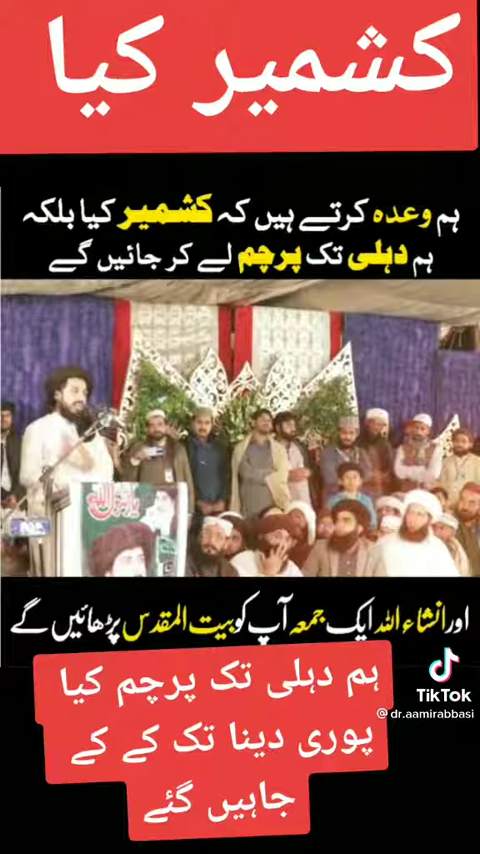 کشمیر کیا
ہم وعدہ کرتے ہیں کہ کشمیر کیا بلکہ
ہم دہلی تک پرچم لے کر جائیں گے
یارسول اللہ
اور انشاء اللہ ایک جمعہ آپ کو بیت المقدس پڑھائیں گے
ہم دہلی تک پرچم کیا
پوری دینا تک کے کے
جاہیں گئے
TikTok
@dr.aamirabbasi